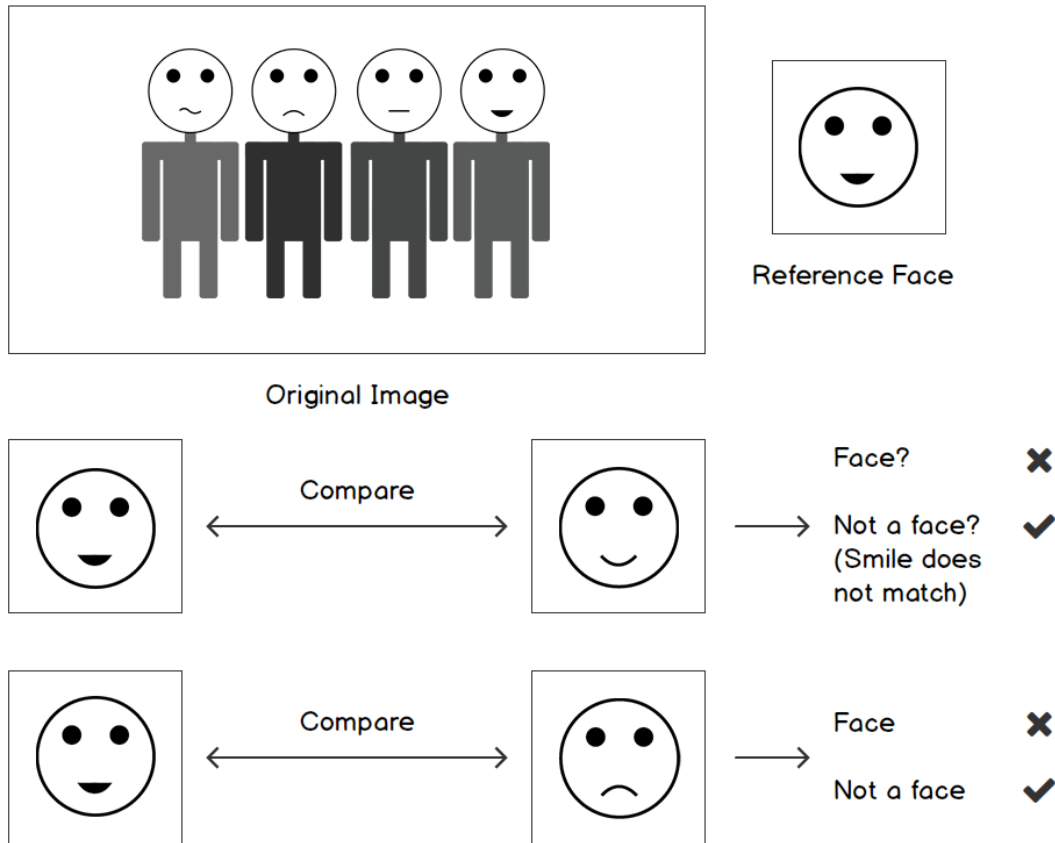 Reference Face
Original Image
Compare
Face?
Not a face?
(Smile does
not match)
Compare
Face
Not a face